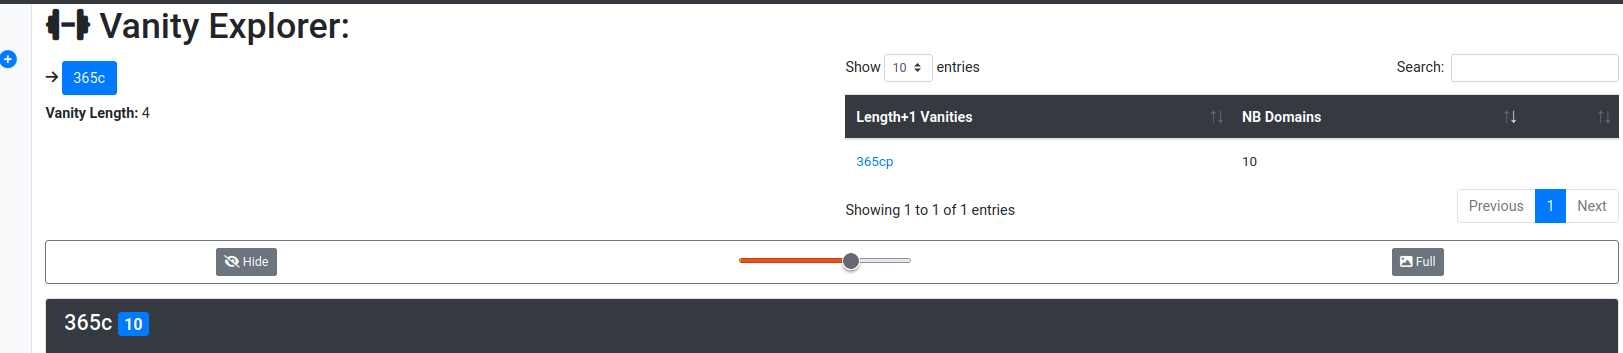 Vanity Explorer:
365c
Vanity Length: 4
Show 10 entries
Search:
Length+1 Vanities NB Domains
365cp 10
Showing 1 to 1 of 1 entries
Previous 1 Next
Hide Full
365c 10